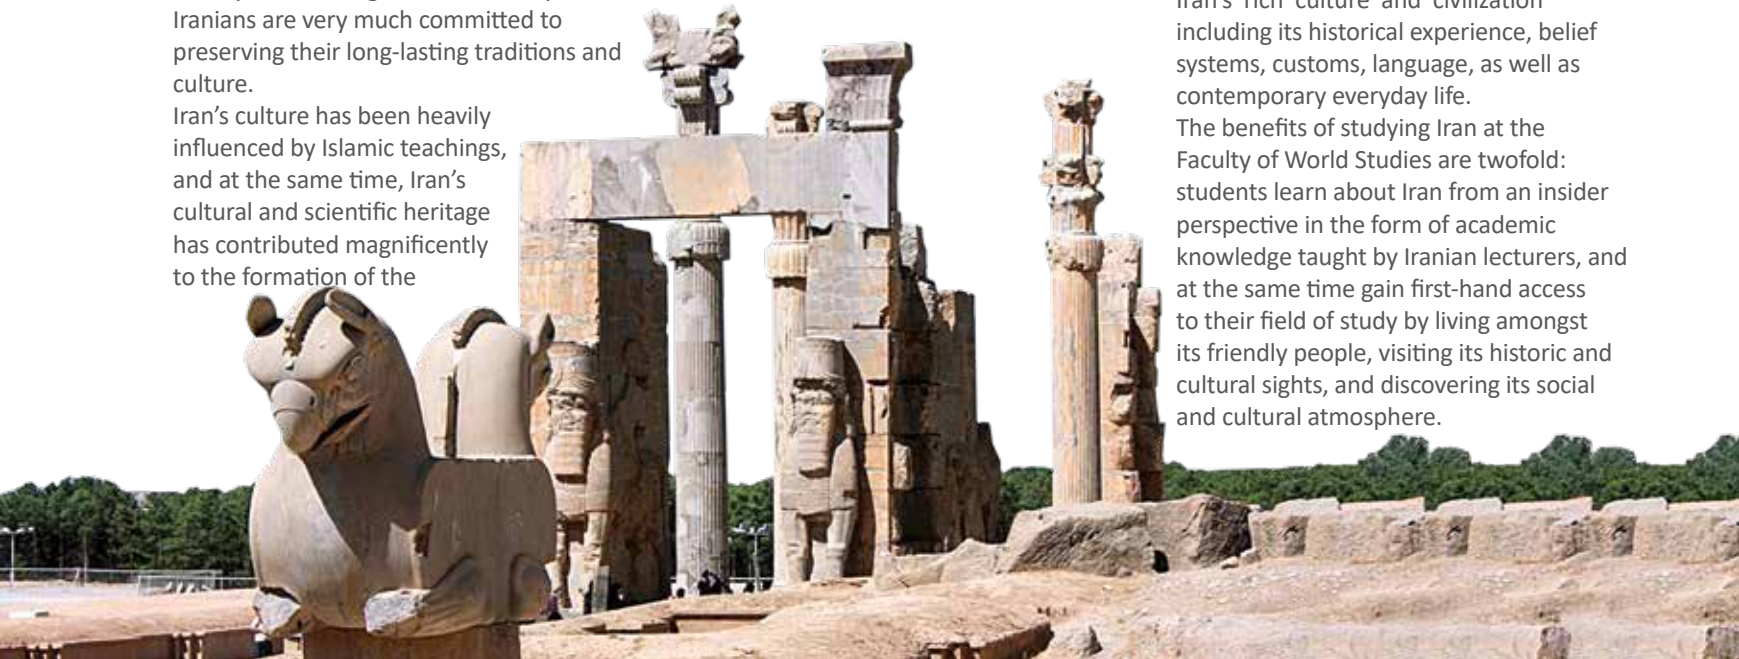 Iranians are very much committed to
preserving their long-lasting traditions and
culture.
Iran's culture has been heavily
influenced by Islamic teachings,
and at the same time, Iran's
cultural and scientific heritage
has contributed magnificently
to the formation of the
Iran's rich culture and civilization
including its historical experience, belief
systems, customs, language, as well as
contemporary everyday life.
The benefits of studying Iran at the
Faculty of World Studies are twofold:
students learn about Iran from an insider
perspective in the form of academic
knowledge taught by Iranian lecturers, and
at the same time gain first-hand access
to their field of study by living amongst
its friendly people, visiting its historic and
cultural sights, and discovering its social
and cultural atmosphere.